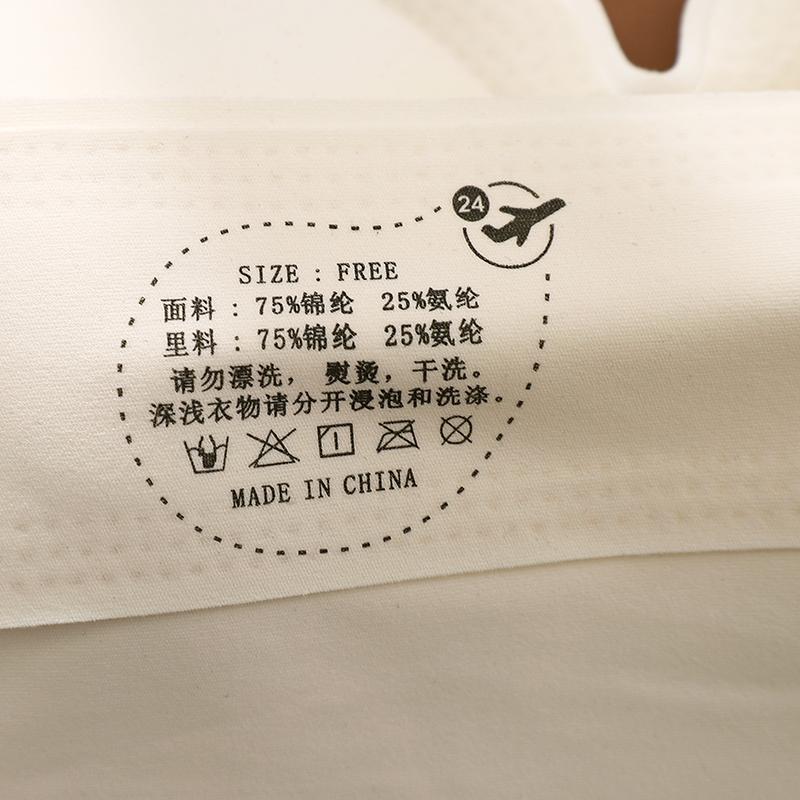 24
SIZE : FREE
面料 : 75%锦纶 25%氨纶
里料 : 75%锦纶 25%氨纶
请勿漂洗， 熨烫，干洗。
深浅衣物请分开浸泡和洗涤。
MADE IN CHINA